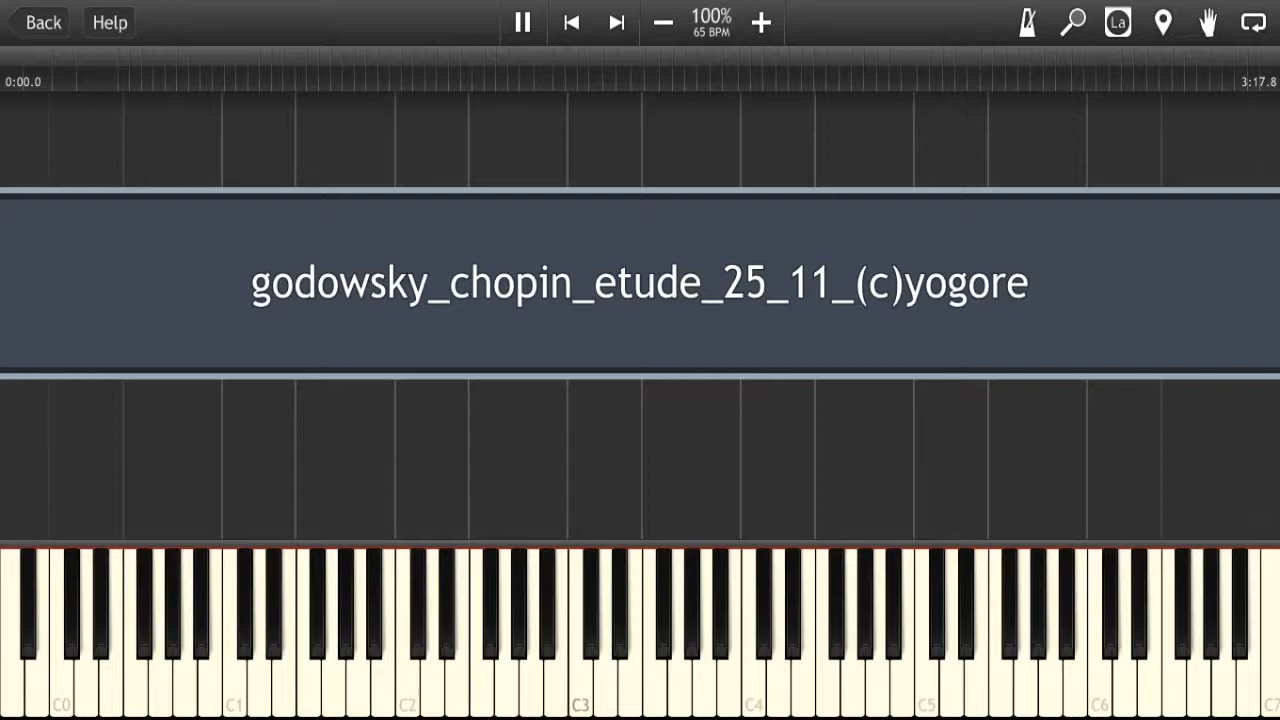 Back Help 100% La
65 BPM
0:00.0 3:17.8
godowsky_chopin_etude_25_11_(c)yogore
C0 C1 C2 C3 C4 C5 C6 C7